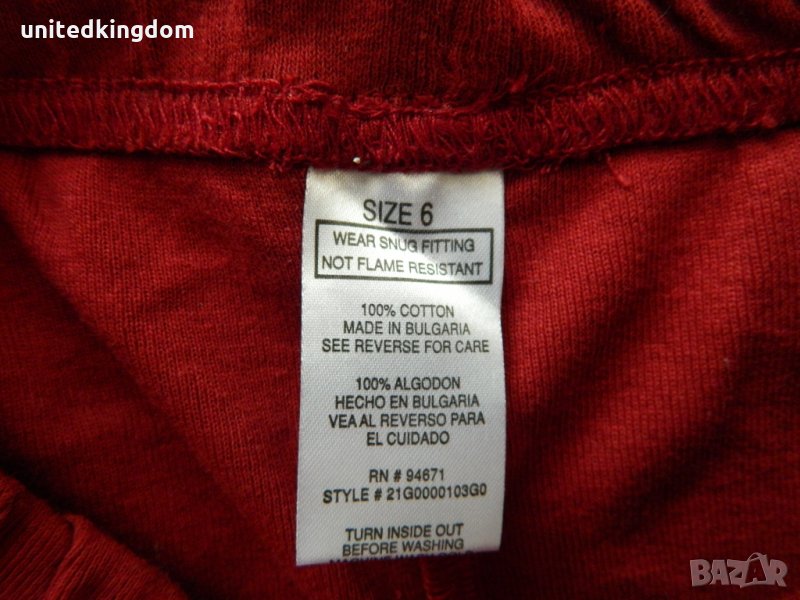 unitedkingdom
SIZE 6
WEAR SNUG FITTING
NOT FLAME RESISTANT
100% COTTON
MADE IN BULGARIA
SEE REVERSE FOR CARE
100% ALGODON
HECHO EN BULGARIA
VEA AL REVERSO PARA
EL CUIDADO
RN # 94671
STYLE # 21G0000103G0
TURN INSIDE OUT
BEFORE WASHING
BAZAR